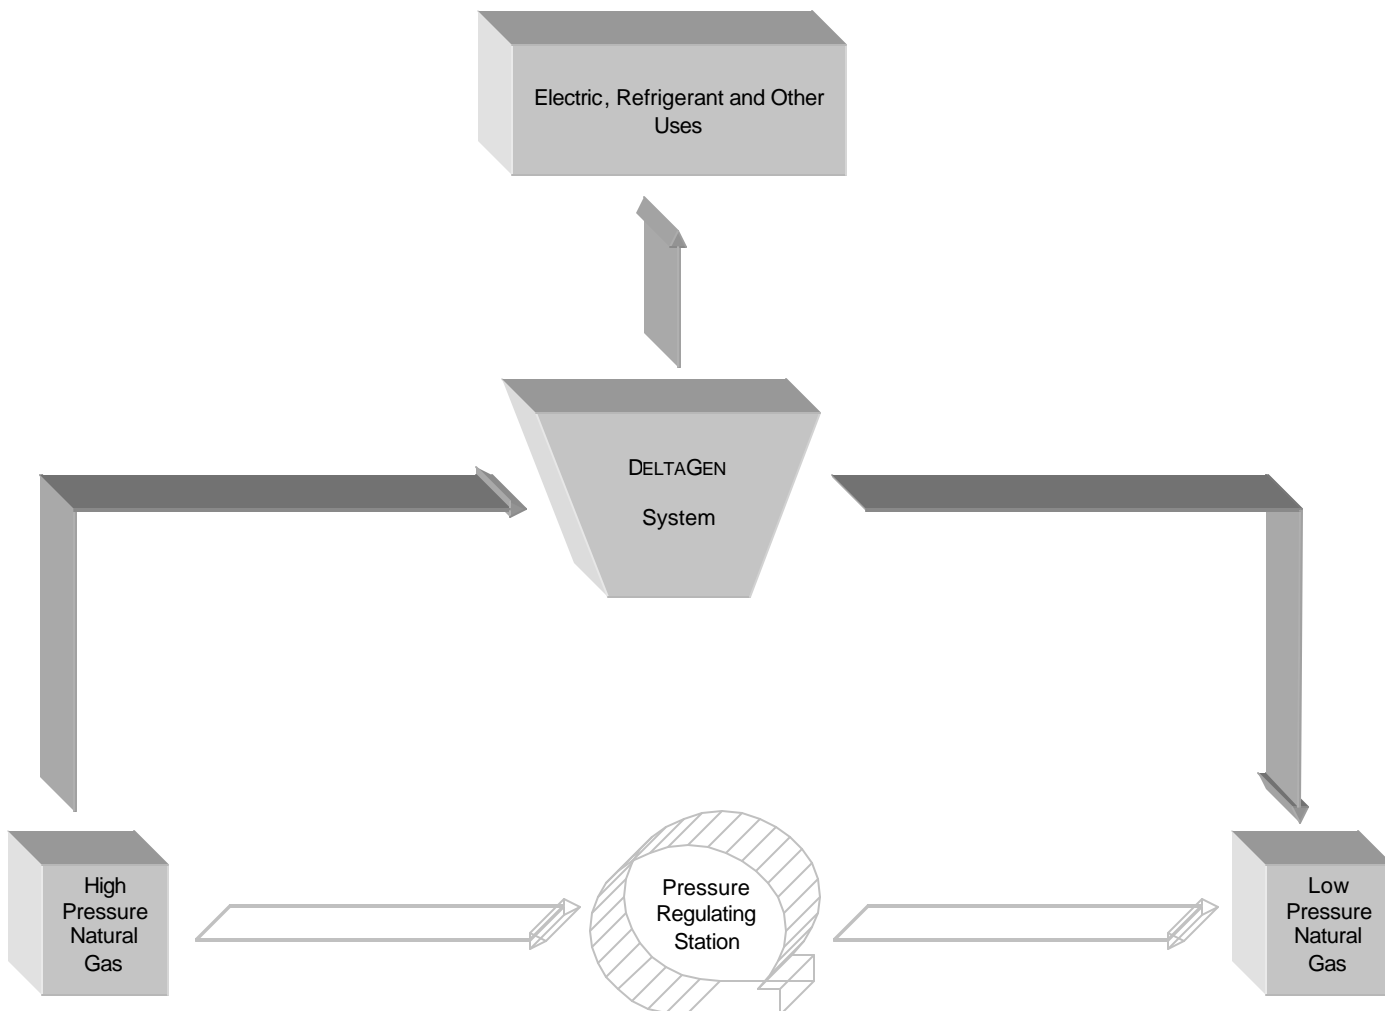 Electric, Refrigerant and Other
Uses
DELTAGEN
System
High
Pressure
Natural
Gas
Pressure
Regulating
Station
Low
Pressure
Natural
Gas